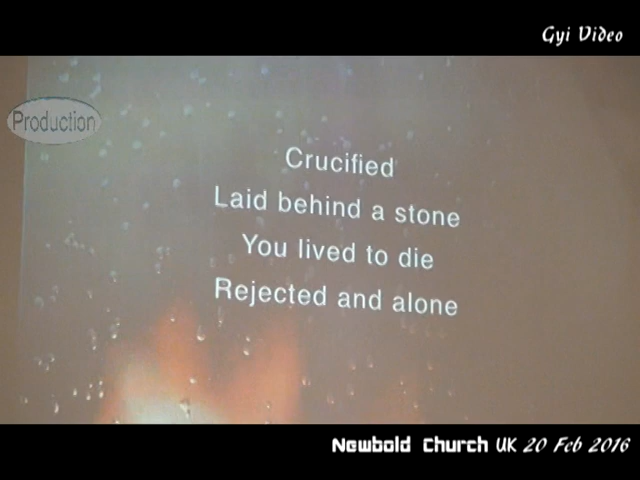 Gyi Video
Production
Crucified
Laid behind a stone
You lived to die
Rejected and alone
Newbold Church UK 20 Feb 2016